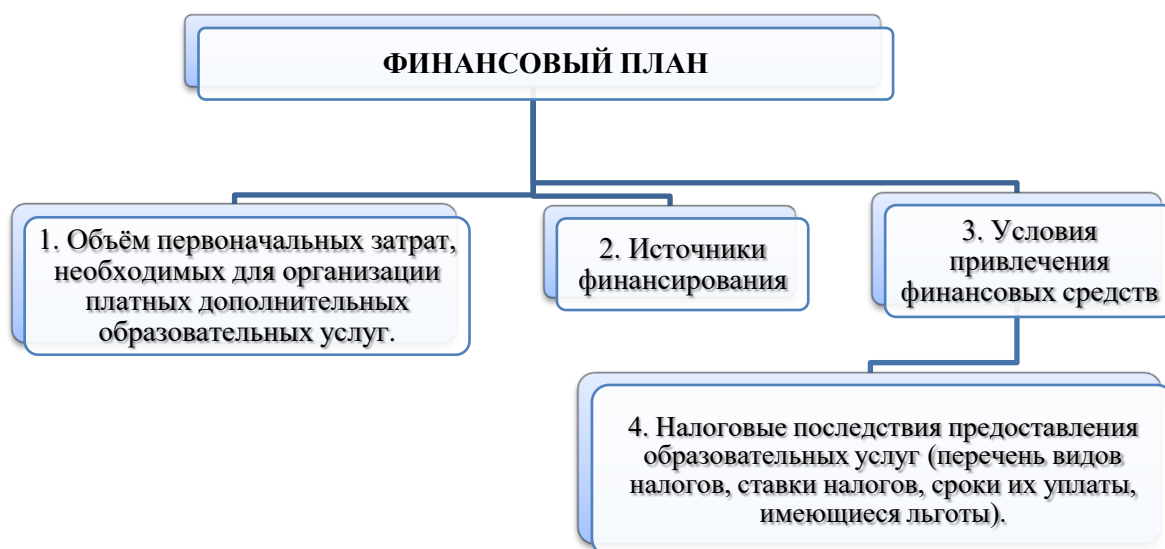 ФИНАНСОВЫЙ ПЛАН
1. Объём первоначальных затрат,
необходимых для организации
платных дополнительных
образовательных услуг.
2. Источники
финансирования
3. Условия
привлечения
финансовых средств
4. Налоговые последствия предоставления
образовательных услуг (перечень видов
налогов, ставки налогов, сроки их уплаты,
имеющиеся льготы).